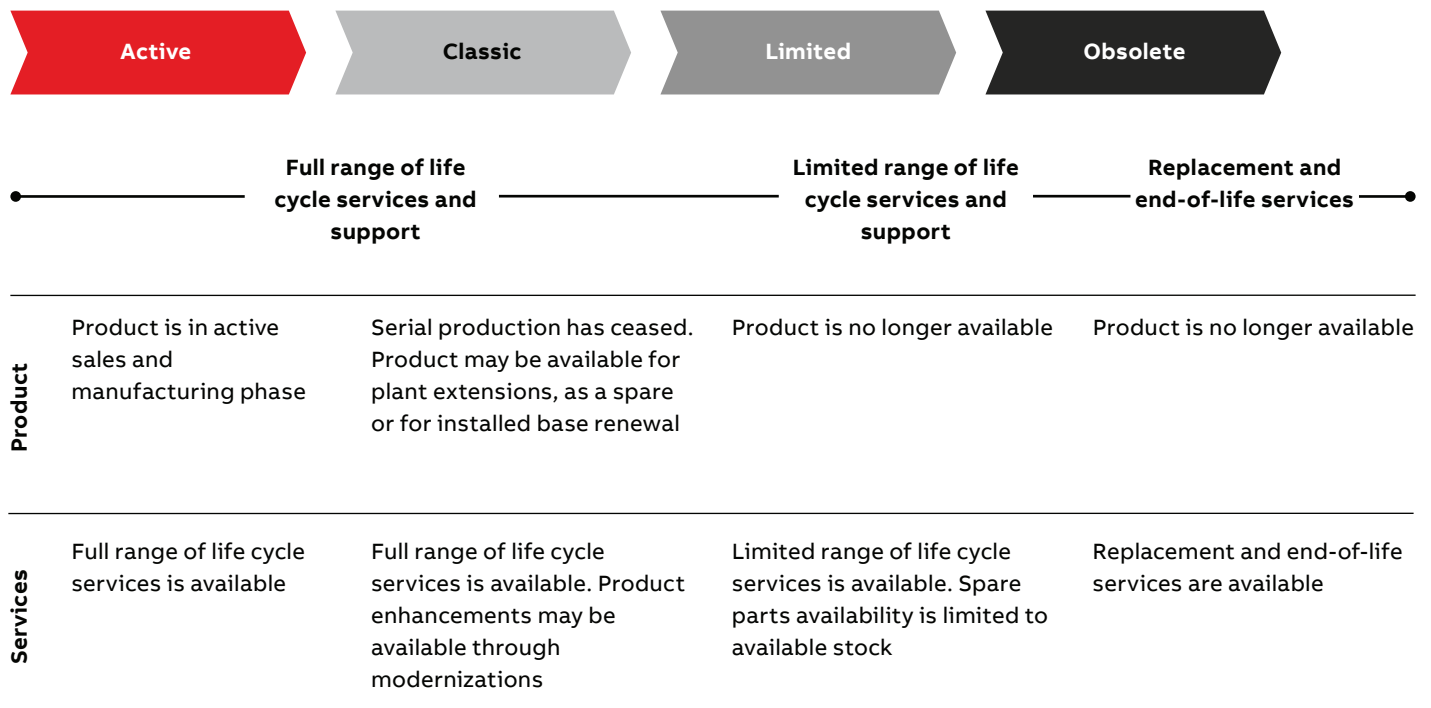 Active
Classic
Limited
Obsolete
Full range of life
cycle services and
support
Limited range of life
cycle services and
support
Replacement and
end-of-life services
Product
Product is in active
sales and
manufacturing phase
Serial production has ceased.
Product may be available for
plant extensions, as a spare
or for installed base renewal
Product is no longer available
Product is no longer available
Services
Full range of life cycle
services is available
Full range of life cycle
services is available. Product
enhancements may be
available through
modernizations
Limited range of life cycle
services is available. Spare
parts availability is limited to
available stock
Replacement and end-of-life
services are available